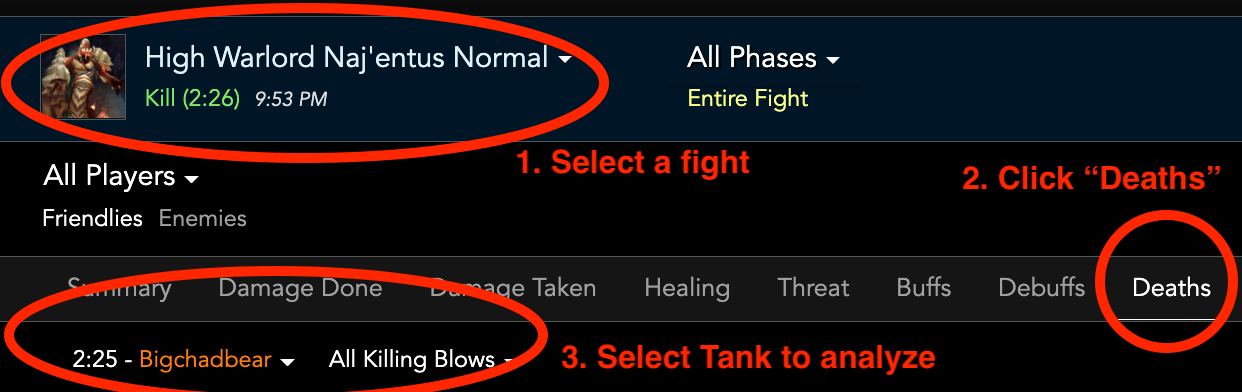 High Warlord Naj'entus Normal
All Phases
Kill (2:26) 9:53 PM
Entire Fight
1. Select a fight
All Players
2. Click “Deaths”
Friendlies Enemies
Summary Damage Done Damage Taken Healing Threat Buffs Debuffs Deaths
2:25 - Bigchadbear All Killing Blows
3. Select Tank to analyze